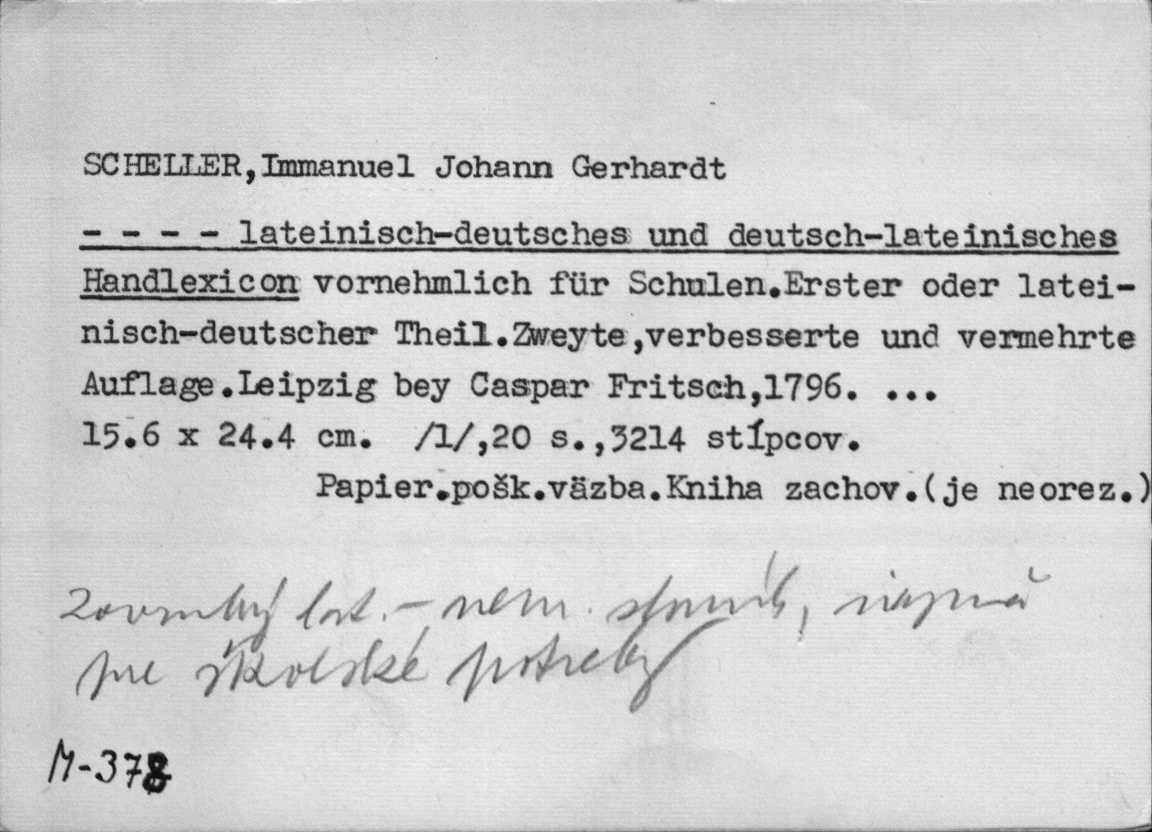 SCHELLER,Immanuel Johann Gerhardt
- - - - lateinisch-deutsches und deutsch-lateinisches
Handlexicon vornehmlich für Schulen.Erster oder latei-
nisch-deutscher Theil.Zweyte,verbesserte und vermehrte
Auflage.Leipzig bey Caspar Fritsch,1796. ...
15.6 x 24.4 cm. /1/,20 s.,3214 stĺpcov.
Papier.pošk.väzba.Kniha zachov.(je neorez.)
lat. - nem. slovník, najmä
pre školské potreby
M-378